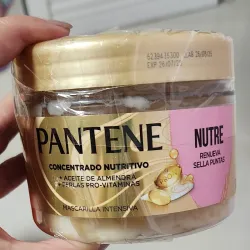 PANTENE
CONCENTRADO NUTRITIVO
+ ACEITE DE ALMENDRA
+ PERLAS PRO-VITAMINAS
MASCARILLA INTENSIVA
NUTRE
RENUEVA
SELLA PUNTAS